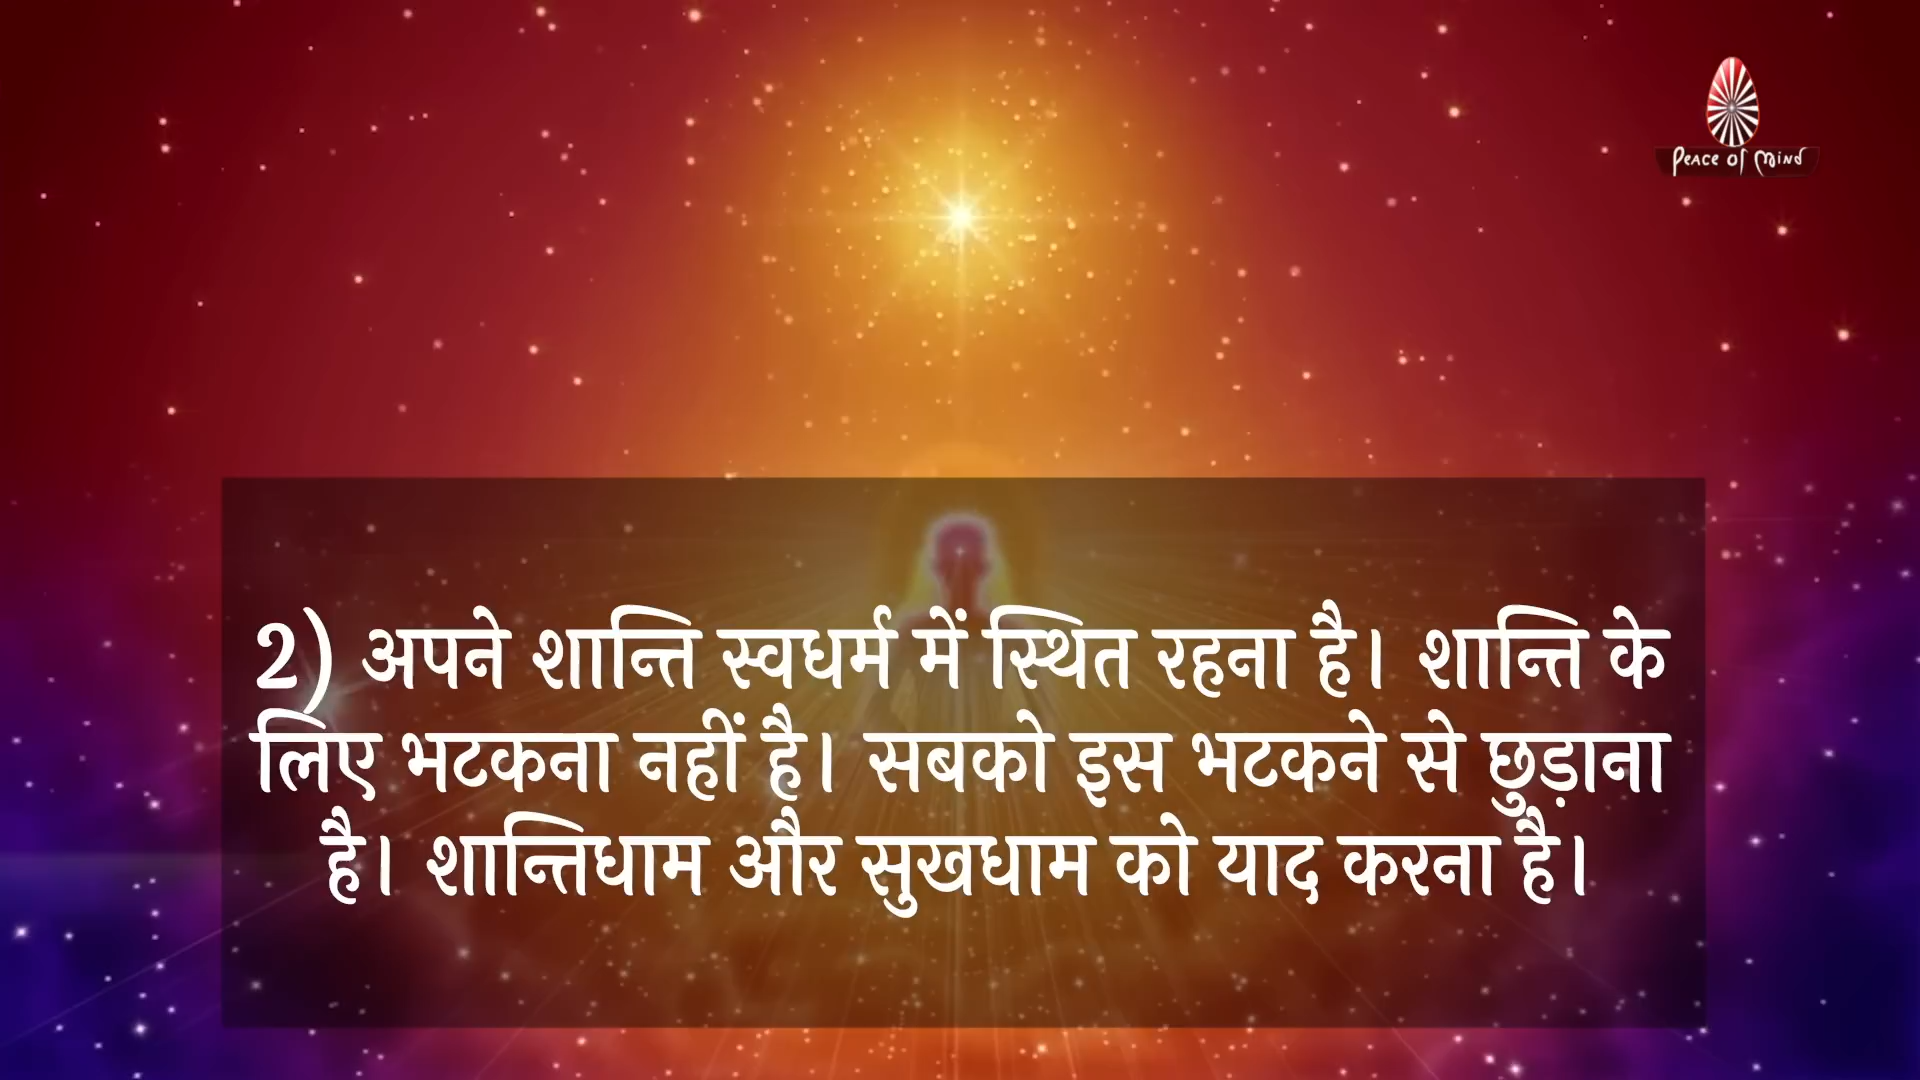 Peace of Mind
2) अपने शान्ति स्वधर्म में स्थित रहना है। शान्ति के
लिए भटकना नहीं है। सबको इस भटकने से छुड़ाना
है। शान्तिधाम और सुखधाम को याद करना है।